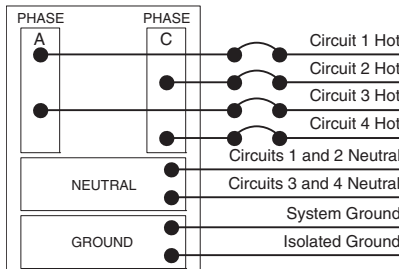 PHASE PHASE
A C
Circuit 1 Hot
Circuit 2 Hot
Circuit 3 Hot
Circuit 4 Hot
Circuits 1 and 2 Neutral
NEUTRAL
Circuits 3 and 4 Neutral
System Ground
GROUND
Isolated Ground